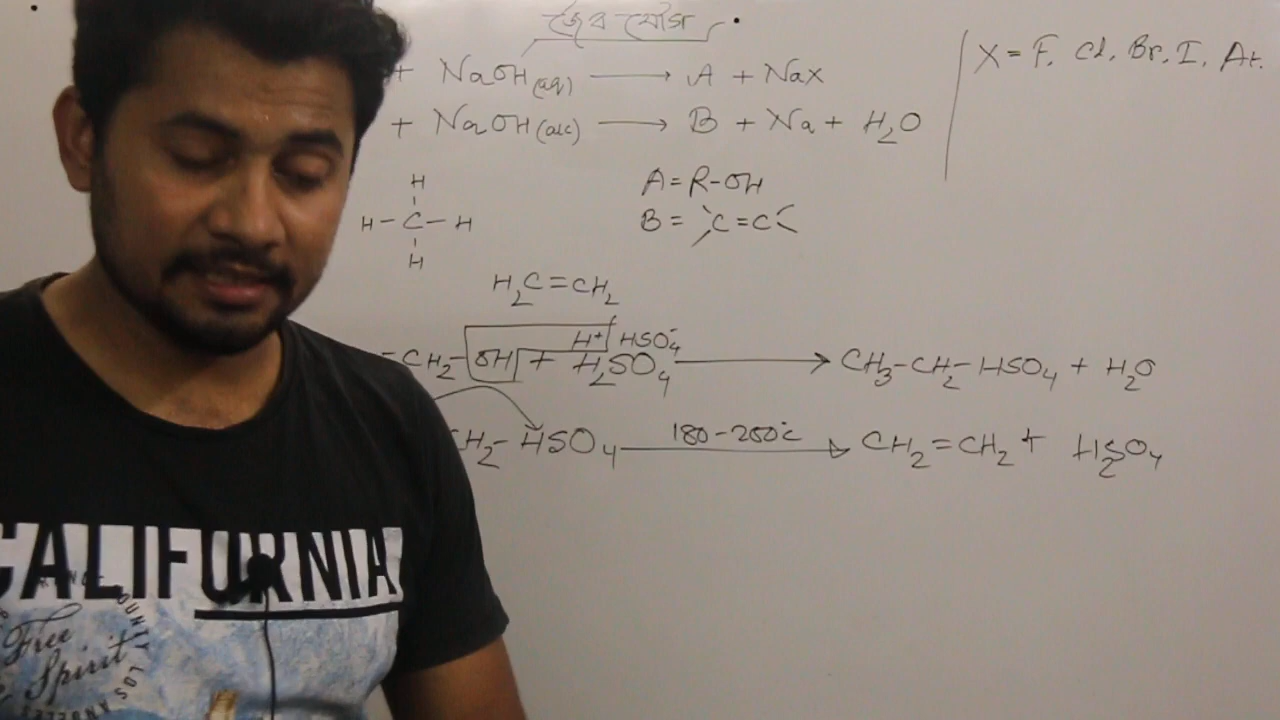 জৈব যৌগ
+ NaOH(aq) ⟶ A + NaX
X = F, Cl, Br, I, At.
+ NaOH(alc) ⟶ B + Na + H₂O
H
H – C – H
H
A = R-OH
B = >C=C<
H₂C=CH₂
H⁺ HSO₄⁻
-CH₂-OH + H₂SO₄ ⟶ CH₃-CH₂-HSO₄ + H₂O
CH₂-HSO₄ 180-200°c ⟶ CH₂=CH₂ + H₂SO₄
CALIFORNIA
Free
Spirit